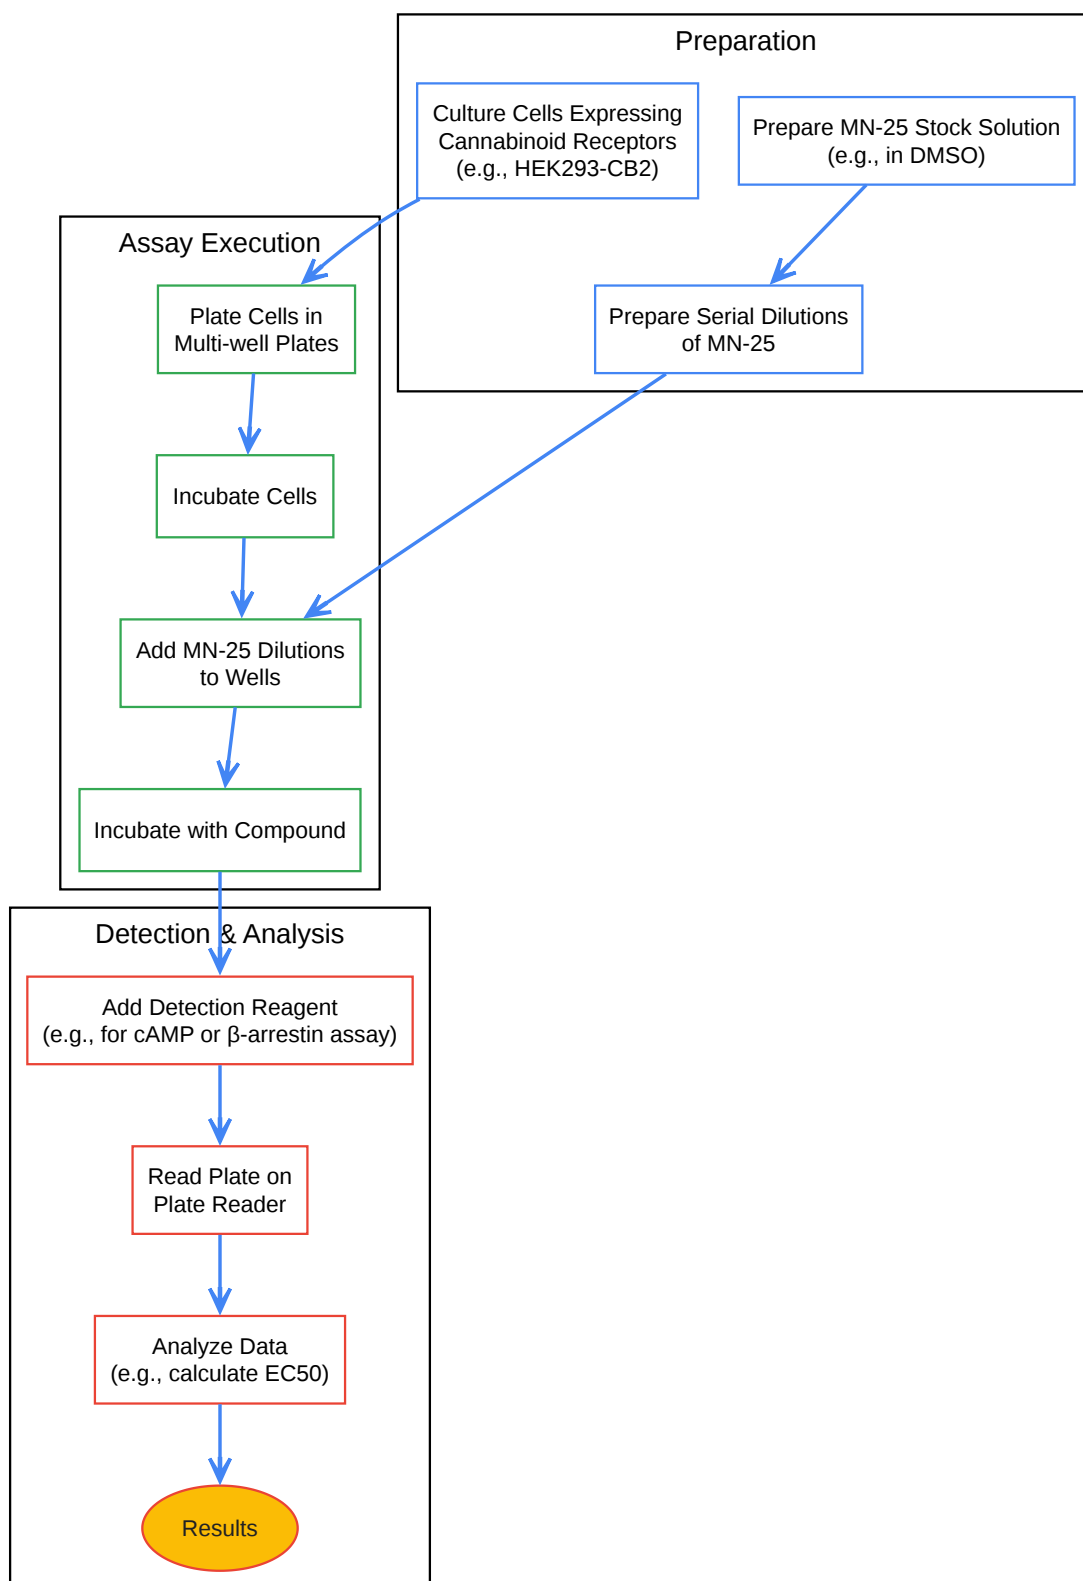 Preparation
Culture Cells Expressing
Cannabinoid Receptors
(e.g., HEK293-CB2)
Prepare MN-25 Stock Solution
(e.g., in DMSO)
Prepare Serial Dilutions
of MN-25
Assay Execution
Plate Cells in
Multi-well Plates
Incubate Cells
Add MN-25 Dilutions
to Wells
Incubate with Compound
Detection & Analysis
Add Detection Reagent
(e.g., for cAMP or β-arrestin assay)
Read Plate on
Plate Reader
Analyze Data
(e.g., calculate EC50)
Results